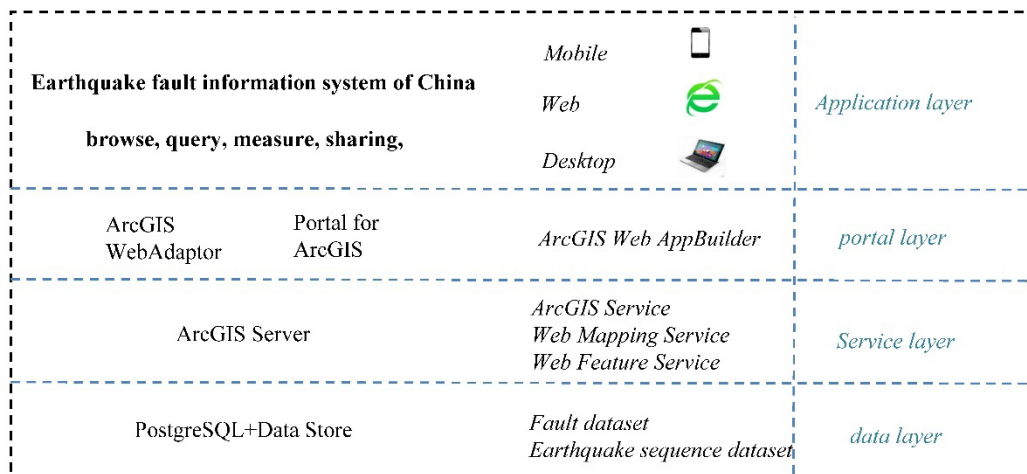 Earthquake fault information system of China
browse, query, measure, sharing,
Mobile
Web
Desktop
Application layer
ArcGIS
WebAdaptor
Portal for
ArcGIS
ArcGIS Web AppBuilder
portal layer
ArcGIS Server
ArcGIS Service
Web Mapping Service
Web Feature Service
Service layer
PostgreSQL+Data Store
Fault dataset
Earthquake sequence dataset
data layer